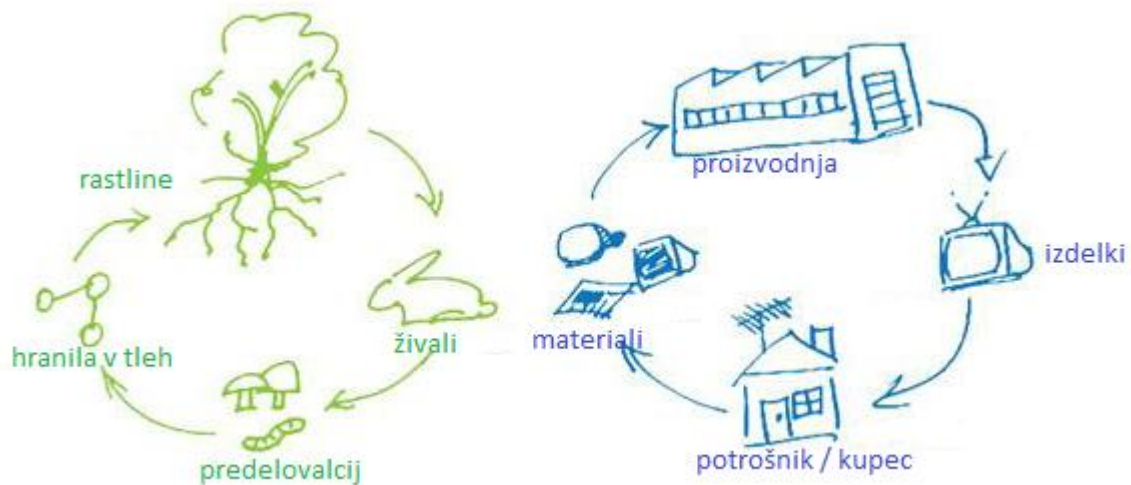 rastline
živali
predelovalcij
hranila v tleh
proizvodnja
izdelki
potrošnik / kupec
materiali